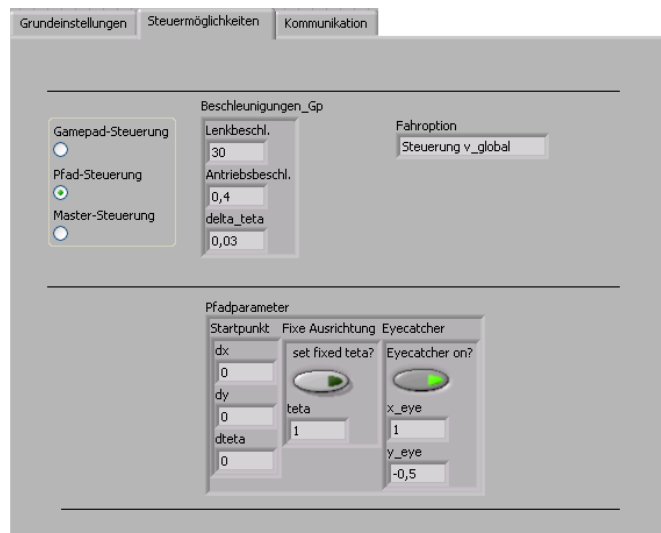 Grundeinstellungen Steuermöglichkeiten Kommunikation
Beschleunigungen_Gp
Gamepad-Steuerung
Pfad-Steuerung
Master-Steuerung
Lenkbeschl.
30
Antriebsbeschl.
0,4
delta_teta
0,03
Fahroption
Steuerung v_global
Pfadparameter
Startpunkt
dx
0
dy
0
dteta
0
Fixe Ausrichtung
set fixed teta?
teta
1
Eyecatcher
Eyecatcher on?
x_eye
1
y_eye
-0,5